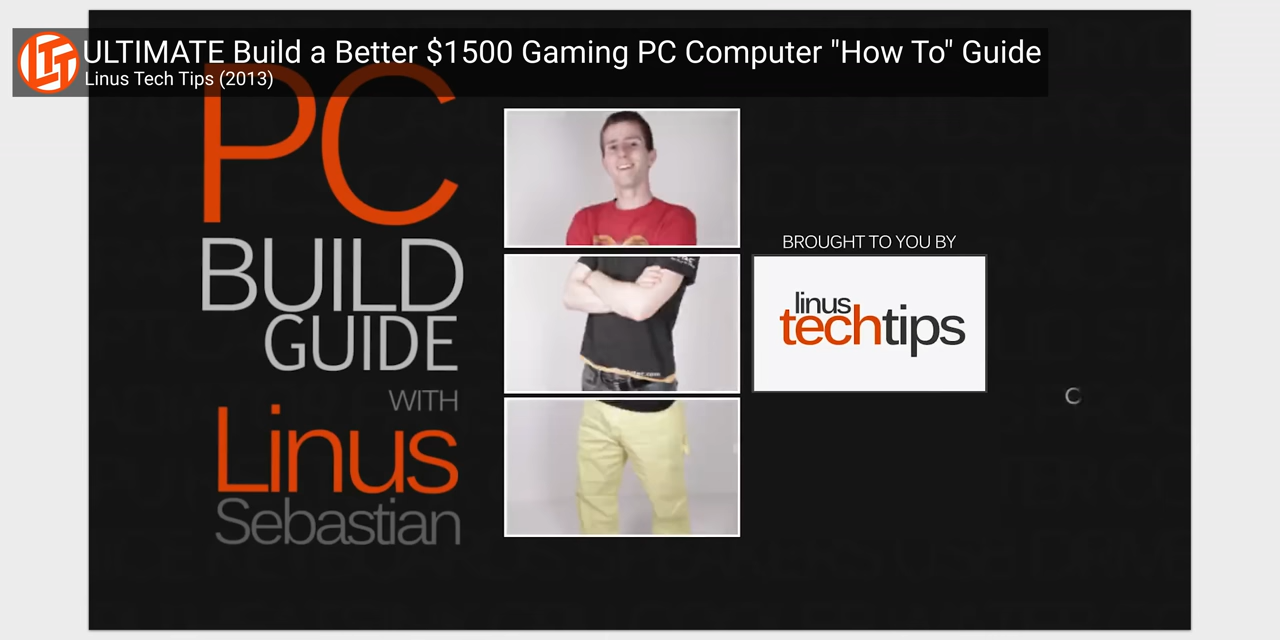 ULTIMATE Build a Better $1500 Gaming PC Computer "How To" Guide
Linus Tech Tips (2013)
PC
BUILD
GUIDE
WITH
Linus
Sebastian
BROUGHT TO YOU BY
linus
techtips